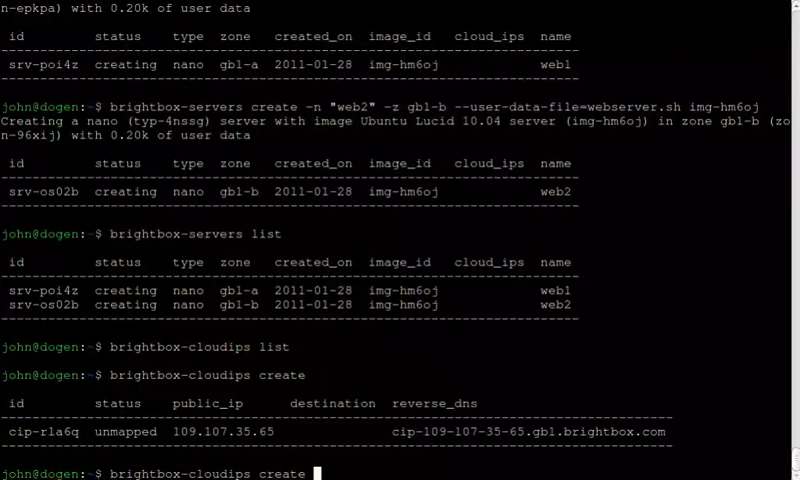 n-epkpa) with 0.20k of user data
id status type zone created_on image_id cloud_ips name
--------------------------------------------------------------------------------
srv-poi4z creating nano gb1-a 2011-01-28 img-hm6oj web1
--------------------------------------------------------------------------------
john@dogen:~$ brightbox-servers create -n "web2" -z gb1-b --user-data-file=webserver.sh img-hm6oj
Creating a nano (typ-4nssg) server with image Ubuntu Lucid 10.04 server (img-hm6oj) in zone gb1-b (zo
n-96xij) with 0.20k of user data
id status type zone created_on image_id cloud_ips name
--------------------------------------------------------------------------------
srv-os02b creating nano gb1-b 2011-01-28 img-hm6oj web2
--------------------------------------------------------------------------------
john@dogen:~$ brightbox-servers list
id status type zone created_on image_id cloud_ips name
--------------------------------------------------------------------------------
srv-poi4z creating nano gb1-a 2011-01-28 img-hm6oj web1
srv-os02b creating nano gb1-b 2011-01-28 img-hm6oj web2
--------------------------------------------------------------------------------
john@dogen:~$ brightbox-cloudips list
john@dogen:~$ brightbox-cloudips create
id status public_ip destination reverse_dns
---------------------------------------------------------------------------------------------
cip-rla6q unmapped 109.107.35.65 cip-109-107-35-65.gb1.brightbox.com
---------------------------------------------------------------------------------------------
john@dogen:~$ brightbox-cloudips create